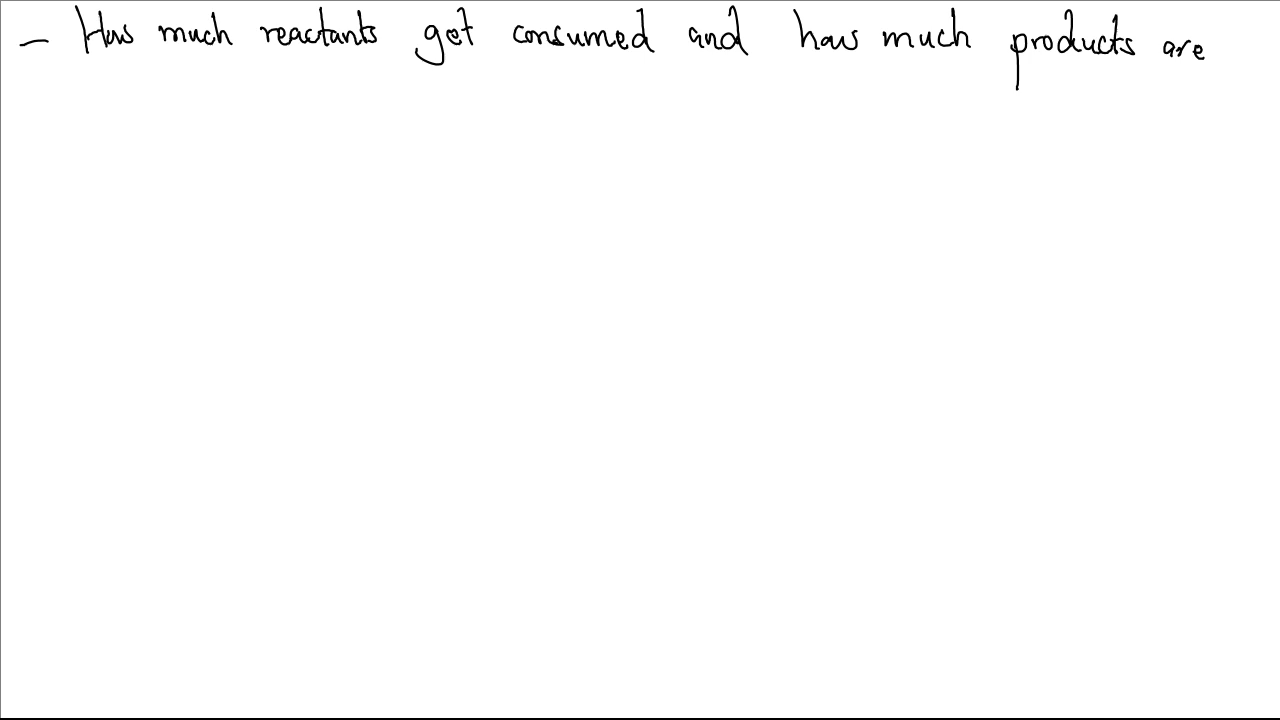 - How much reactants get consumed and how much products are